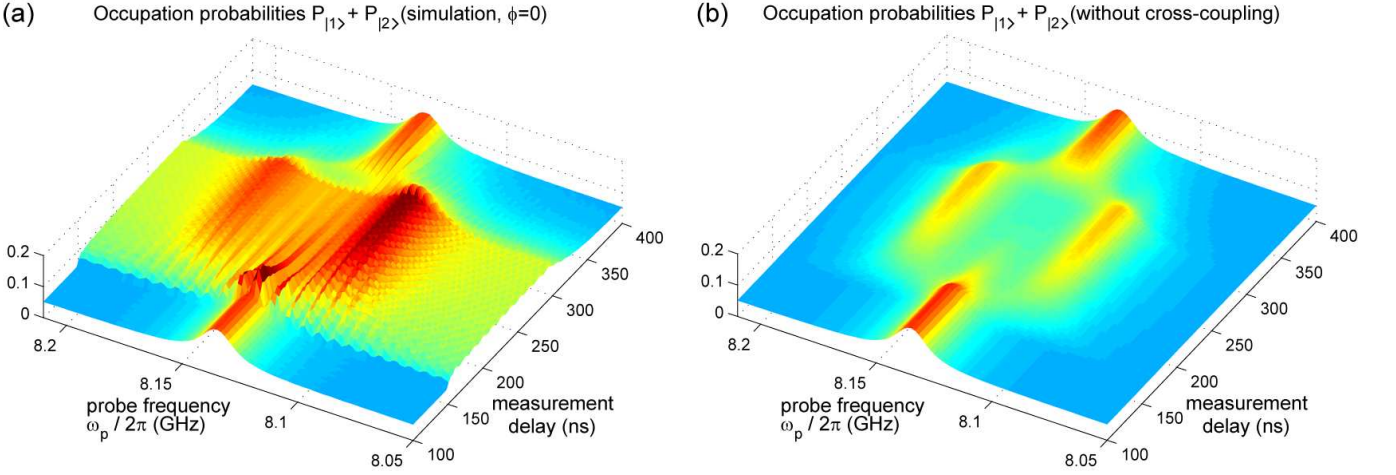 (a) Occupation probabilities P|1> + P|2> (simulation, ϕ=0)
0.2
0.1
0
8.2
8.15
8.1
8.05
probe frequency
ωp / 2π (GHz)
100
150
200
250
300
350
400
measurement
delay (ns)
(b) Occupation probabilities P|1> + P|2> (without cross-coupling)
0.2
0.1
0
8.2
8.15
8.1
8.05
probe frequency
ωp / 2π (GHz)
100
150
200
250
300
350
400
measurement
delay (ns)